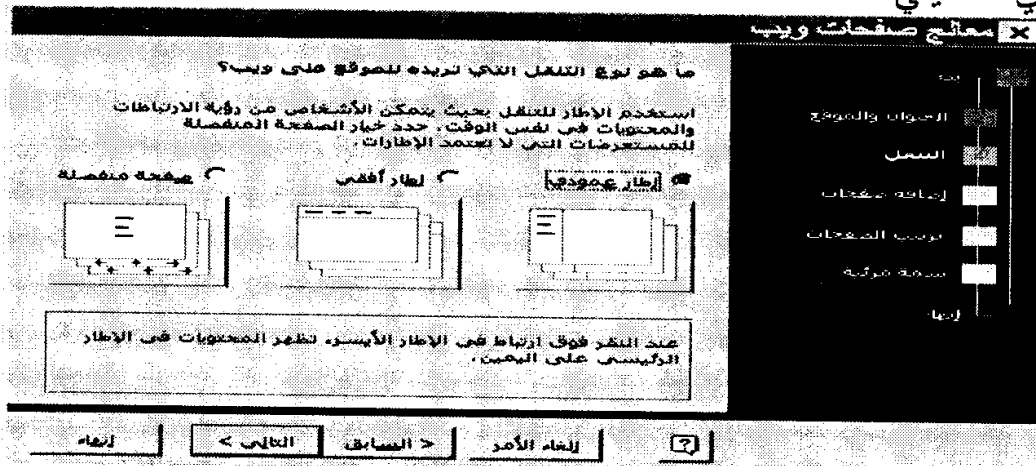 معالج صفحات ويب
ما هو نوع التنقل الذي تريده للموقع على ويب؟
استخدم الإطار للتنقل بحيث يتمكن الأشخاص من رؤية الارتباطات
والمحتويات في نفس الوقت. حدد خيار الصفحة المنفصلة
للمستعرضات التي لا تعتمد الإطارات.
إطار عمودي
إطار أفقي
صفحة منفصلة
عند النقر فوق ارتباط في الإطار الأيسر، تظهر المحتويات في الإطار
الرئيسي على اليمين.
بدء
العنوان والموقع
التنقل
إضافة صفحات
ترتيب الصفحات
سمة مرئية
إنهاء
إلغاء الأمر
< السابق
التالي >
إنهاء